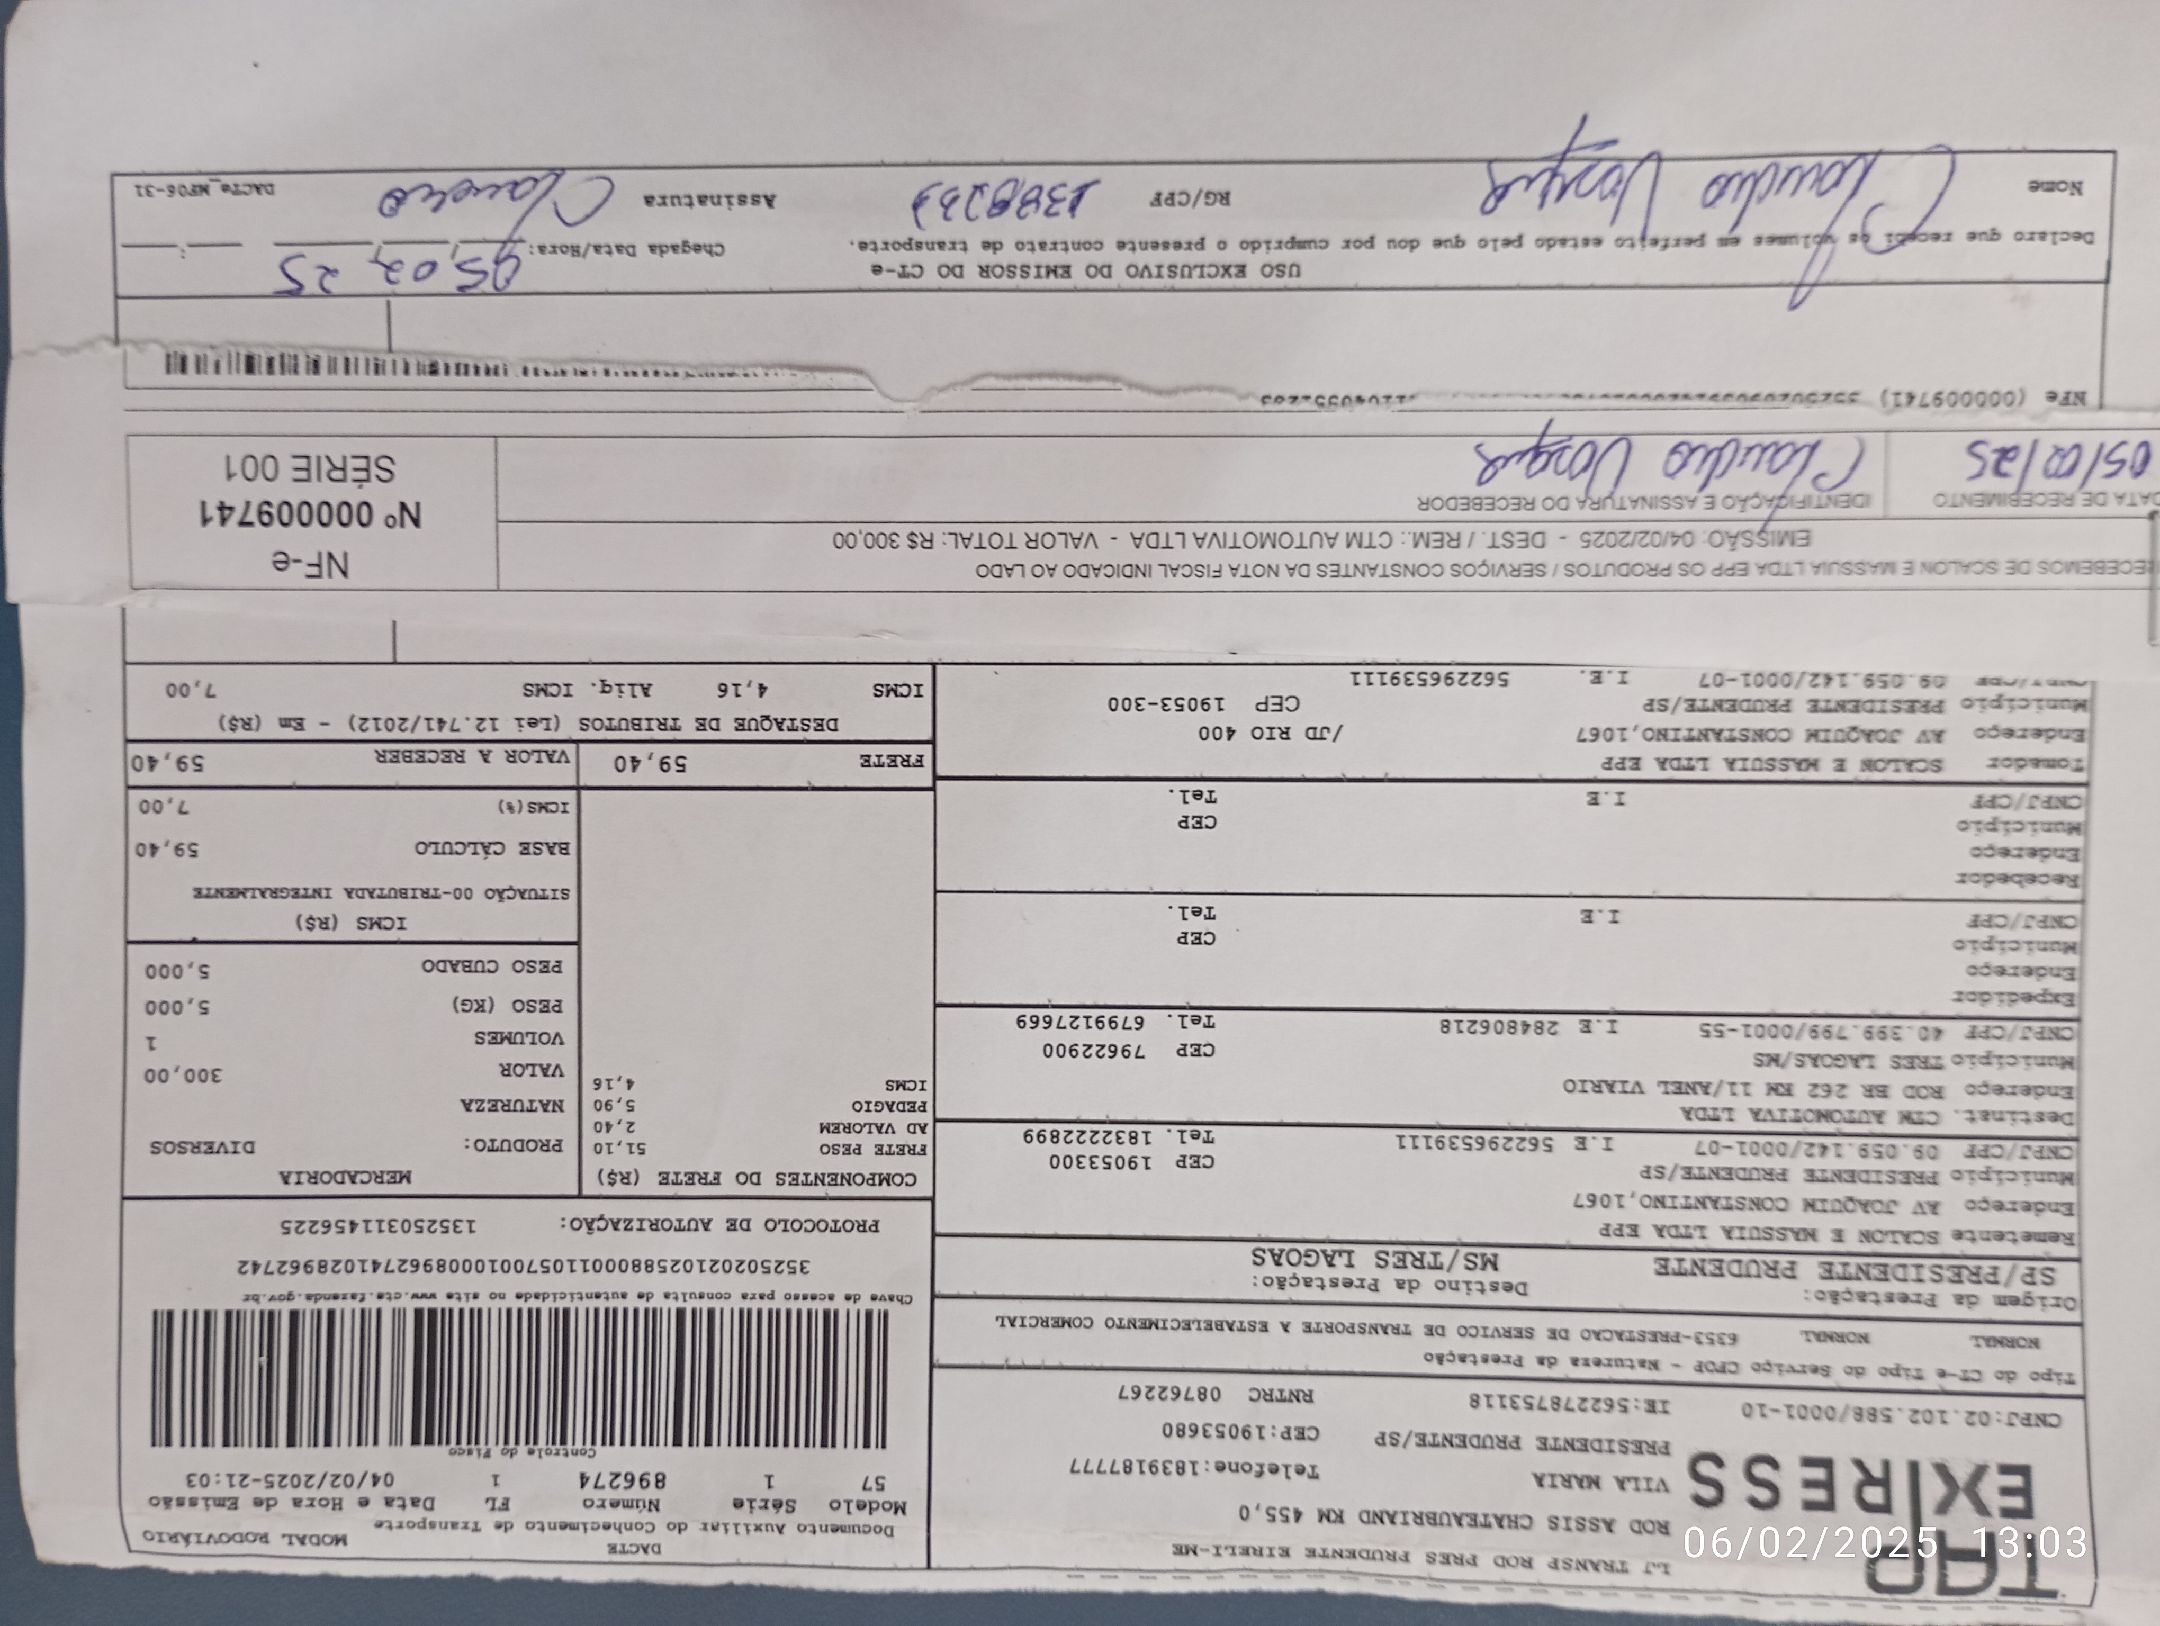 TAP
EXPRESS
LJ TRANSP ROD PRES PRUDENTE EIRELI-ME
ROD ASSIS CHATEAUBRIAND KM 455,0
VILA MARIA Telefone:1839187777
PRESIDENTE PRUDENTE/SP CEP:19053680
CNPJ:02.102.588/0001-10 IE:562278753118 RNTRC 08762267
DACTE MODAL RODOVIÁRIO
Documento Auxiliar do Conhecimento de Transporte
Modelo Série Número FL Data e Hora de Emissão
57 1 896274 1 04/02/2025-21:03
Controle do Fisco
Chave de acesso para consulta de autenticidade no site www.cte.fazenda.gov.br
35250202102588000110570010008962741028962742
PROTOCOLO DE AUTORIZAÇÃO: 135250311456225
Tipo do CT-e Tipo do Serviço CFOP - Natureza da Prestação
NORMAL NORMAL 6353-PRESTACAO DE SERVICO DE TRANSPORTE A ESTABELECIMENTO COMERCIAL
Origem da Prestação: Destino da Prestação:
SP/PRESIDENTE PRUDENTE MS/TRES LAGOAS
Remetente SCALON E MASSUIA LTDA EPP
Endereço AV JOAQUIM CONSTANTINO,1067
Município PRESIDENTE PRUDENTE/SP CEP 19053300
CNPJ/CPF 09.059.142/0001-07 I.E 562296539111 Tel. 1832222899
Destinat. CTM AUTOMOTIVA LTDA
Endereço ROD BR 262 KM 11/ANEL VIARIO
Município TRES LAGOAS/MS CEP 79622900
CNPJ/CPF 40.399.799/0001-55 I.E 284806218 Tel. 6799127669
Expedidor
Endereço
Município CEP
CNPJ/CPF I.E Tel.
Recebedor
Endereço
Município CEP
CNPJ/CPF I.E Tel.
Tomador SCALON E MASSUIA LTDA EPP
Endereço AV JOAQUIM CONSTANTINO,1067 /JD RIO 400
Município PRESIDENTE PRUDENTE/SP CEP 19053-300
CNPJ/CPF 09.059.142/0001-07 I.E. 562296539111
COMPONENTES DO FRETE (R$)
FRETE PESO 51,10
AD VALOREM 2,40
PEDAGIO 5,90
ICMS 4,16
MERCADORIA
PRODUTO: DIVERSOS
NATUREZA
VALOR 300,00
VOLUMES 1
PESO (KG) 5,000
PESO CUBADO 5,000
ICMS (R$)
SITUAÇÃO 00-TRIBUTADA INTEGRALMENTE
BASE CÁLCULO 59,40
ICMS(%) 7,00
FRETE 59,40 VALOR A RECEBER 59,40
DESTAQUE DE TRIBUTOS (Lei 12.741/2012) - Em (R$)
ICMS 4,16 Aliq. ICMS 7,00
RECEBEMOS DE SCALON E MASSUIA LTDA EPP OS PRODUTOS / SERVIÇOS CONSTANTES DA NOTA FISCAL INDICADO AO LADO
EMISSÃO: 04/02/2025 - DEST. / REM.: CTM AUTOMOTIVA LTDA - VALOR TOTAL: R$ 300,00
DATA DE RECEBIMENTO IDENTIFICAÇÃO E ASSINATURA DO RECEBEDOR
05/02/25 Claudio
NF-e
Nº 000009741
SÉRIE 001
NFe (000009741)
USO EXCLUSIVO DO EMISSOR DO CT-e
Declaro que recebi os volumes em perfeito estado pelo que dou por cumprido o presente contrato de transporte.
Chegada Data/Hora: 05,02,25
Nome Claudio
RG/CPF Assinatura Claudio
DACTe_MF06-31
06/02/2025 13:03